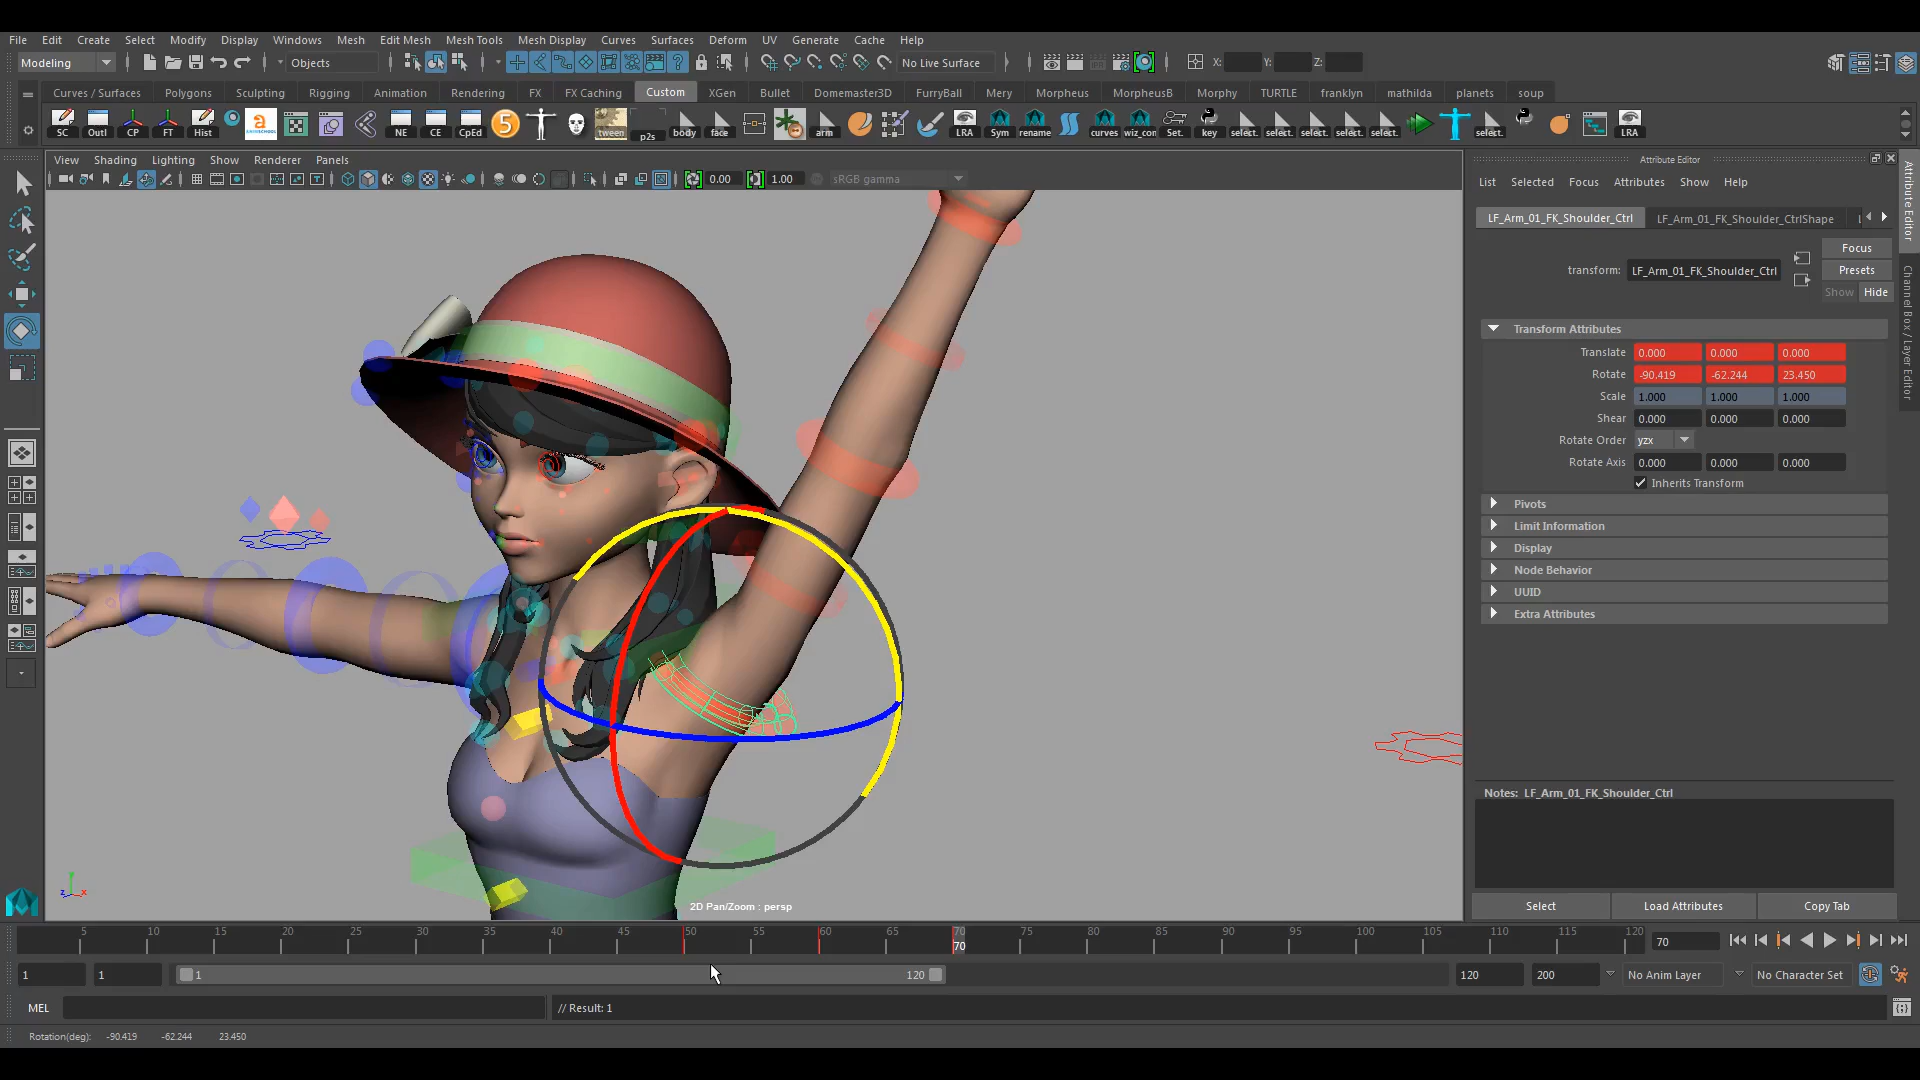 File Edit Create Select Modify Display Windows Mesh Edit Mesh Mesh Tools Mesh Display Curves Surfaces Deform UV Generate Cache Help
Modeling Objects No Live Surface X: Y: Z:
Curves / Surfaces Polygons Sculpting Rigging Animation Rendering FX FX Caching Custom XGen Bullet Domemaster3D FurryBall Mery Morpheus MorpheusB Morphy TURTLE franklyn mathilda planets soup
SC Outl CP FT Hist NE CE CpEd 5 tween p2s body face arm LRA Sym rename curves wiz_con Set. key select. select. select. select. select. select. LRA
View Shading Lighting Show Renderer Panels
0.00 1.00 sRGB gamma
2D Pan/Zoom : persp
Attribute Editor
List Selected Focus Attributes Show Help
LF_Arm_01_FK_Shoulder_Ctrl LF_Arm_01_FK_Shoulder_CtrlShape
Focus
transform: LF_Arm_01_FK_Shoulder_Ctrl Presets
Show Hide
Transform Attributes
Translate 0.000 0.000 0.000
Rotate -90.419 -62.244 23.450
Scale 1.000 1.000 1.000
Shear 0.000 0.000 0.000
Rotate Order yzx
Rotate Axis 0.000 0.000 0.000
Inherits Transform
Pivots
Limit Information
Display
Node Behavior
UUID
Extra Attributes
Notes: LF_Arm_01_FK_Shoulder_Ctrl
Select Load Attributes Copy Tab
Attribute Editor
Channel Box / Layer Editor
5 10 15 20 25 30 35 40 45 50 55 60 65 70 75 80 85 90 95 100 105 110 115 120
70 70
1 1 1 120 120 200 No Anim Layer No Character Set
MEL // Result: 1
Rotation(deg): -90.419 -62.244 23.450